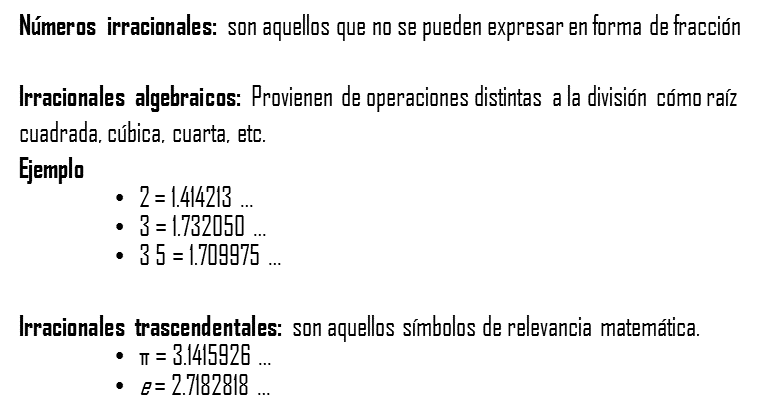 Números irracionales: son aquellos que no se pueden expresar en forma de fracción
Irracionales algebraicos: Provienen de operaciones distintas a la división cómo raíz
cuadrada, cúbica, cuarta, etc.
Ejemplo
• 2 = 1.414213 ...
• 3 = 1.732050 ...
• 3 5 = 1.709975 ...
Irracionales trascendentales: son aquellos símbolos de relevancia matemática.
• π = 3.1415926 ...
• e = 2.7182818 ...